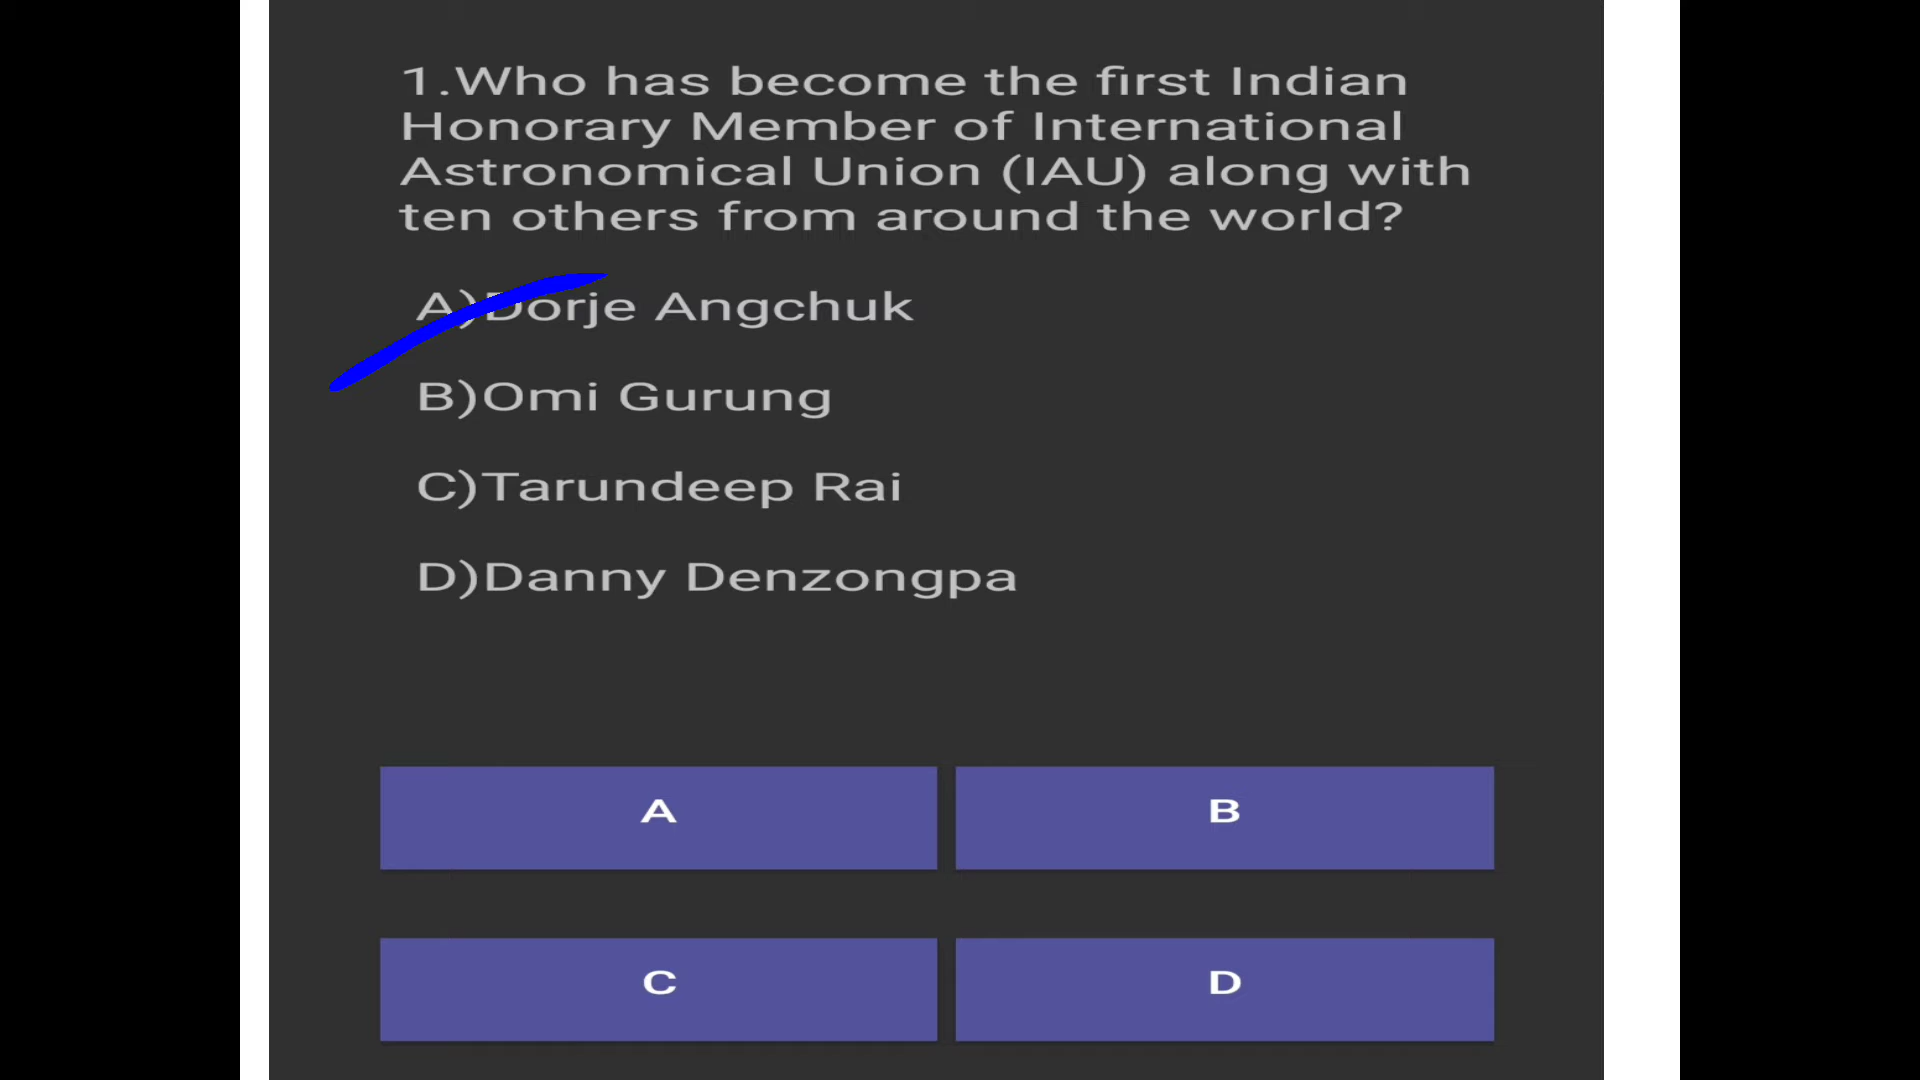 1.Who has become the first Indian
Honorary Member of International
Astronomical Union (IAU) along with
ten others from around the world?
A)Dorje Angchuk
B)Omi Gurung
C)Tarundeep Rai
D)Danny Denzongpa
A
B
C
D